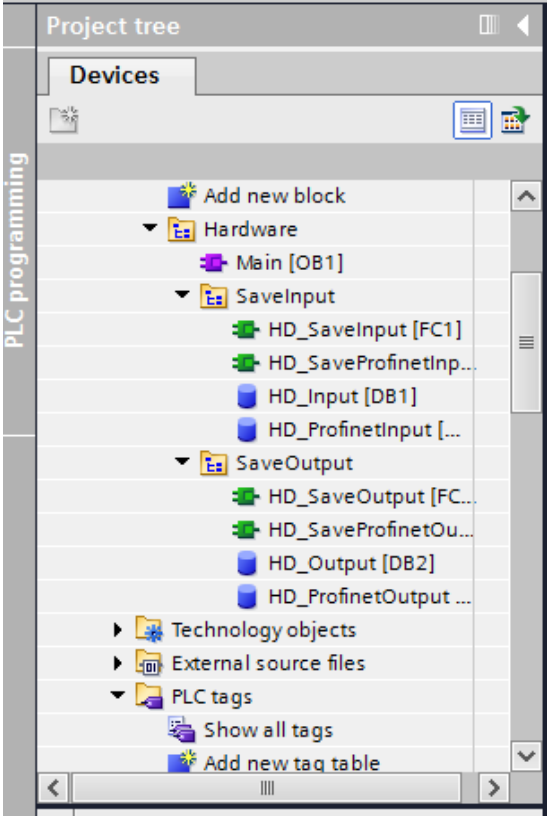 Project tree
Devices
PLC programming
Add new block
Hardware
Main [OB1]
SaveInput
HD_SaveInput [FC1]
HD_SaveProfinetInp...
HD_Input [DB1]
HD_ProfinetInput [...
SaveOutput
HD_SaveOutput [FC...
HD_SaveProfinetOu...
HD_Output [DB2]
HD_ProfinetOutput ...
Technology objects
External source files
PLC tags
Show all tags
Add new tag table